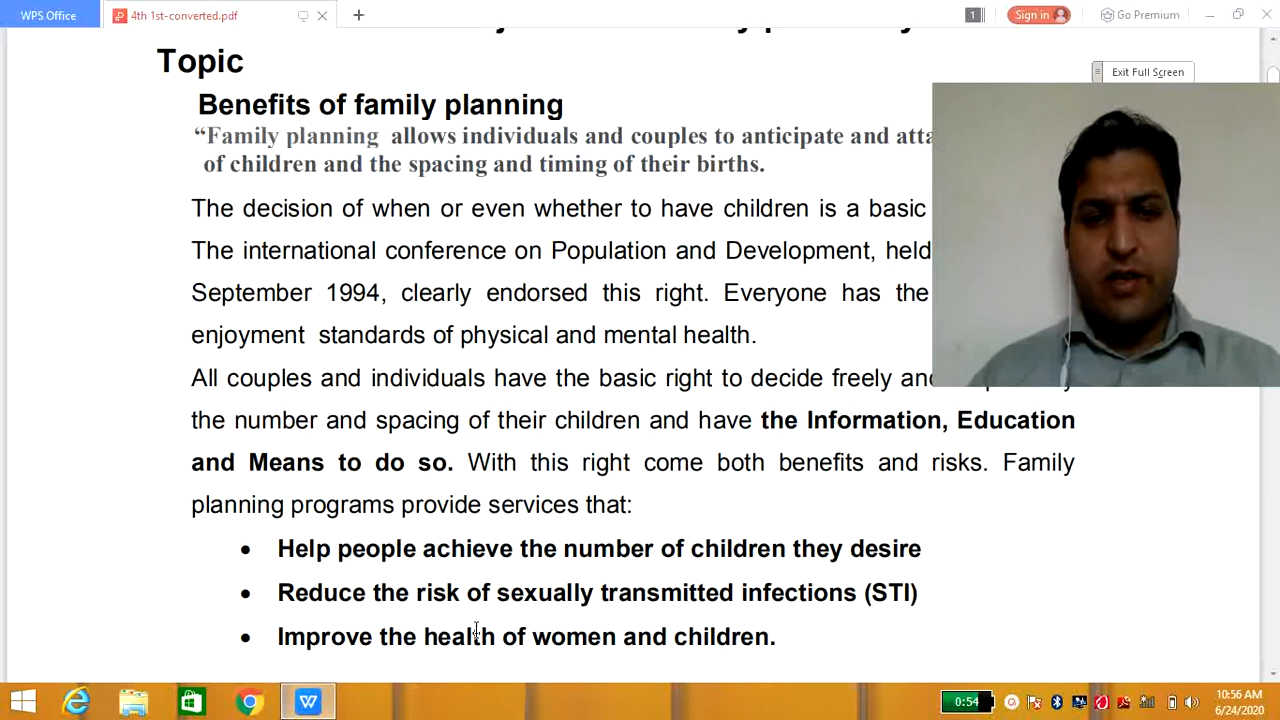 WPS Office
4th 1st-converted.pdf
1
Sign in
Go Premium
Topic
Exit Full Screen
Benefits of family planning
“Family planning allows individuals and couples to anticipate and
of children and the spacing and timing of their births.
The decision of when or even whether to have children is a basic
The international conference on Population and Development, held
September 1994, clearly endorsed this right. Everyone has the
enjoyment standards of physical and mental health.
All couples and individuals have the basic right to decide freely
the number and spacing of their children and have the Information, Education
and Means to do so. With this right come both benefits and risks. Family
planning programs provide services that:
• Help people achieve the number of children they desire
• Reduce the risk of sexually transmitted infections (STI)
• Improve the health of women and children.
0:54
10:56 AM
6/24/2020